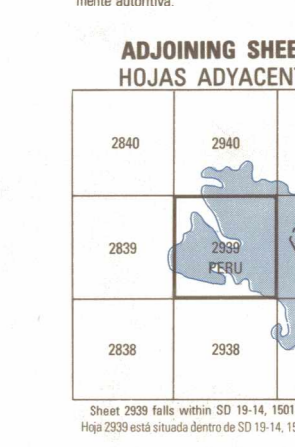 mente autoritiva.
ADJOINING SHEE
HOJAS ADYACENT
2840 2940
2839 2939
PERU
2838 2938
Sheet 2939 falls within SD 19-14, 1501
Hoja 2939 está situada dentro de SD 19-14, 15